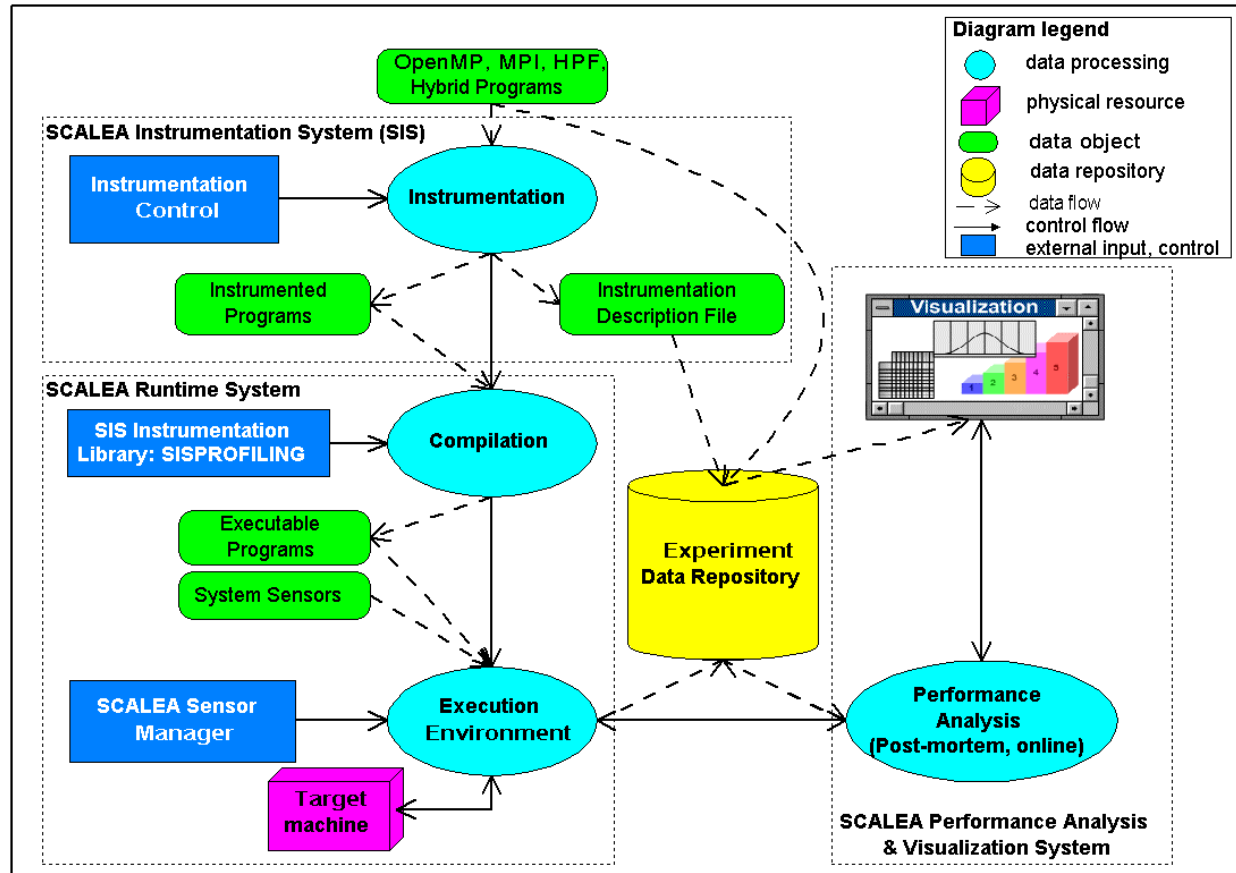 OpenMP, MPI, HPF,
Hybrid Programs
Diagram legend
data processing
physical resource
data object
data repository
data flow
control flow
external input, control
SCALEA Instrumentation System (SIS)
Instrumentation
Control
Instrumentation
Instrumented
Programs
Instrumentation
Description File
SCALEA Runtime System
SIS Instrumentation
Library: SISPROFILING
Compilation
Executable
Programs
System Sensors
SCALEA Sensor
Manager
Execution
Environment
Target
machine
Experiment
Data Repository
Visualization
1
2
3
4
5
Performance
Analysis
(Post-mortem, online)
SCALEA Performance Analysis
& Visualization System